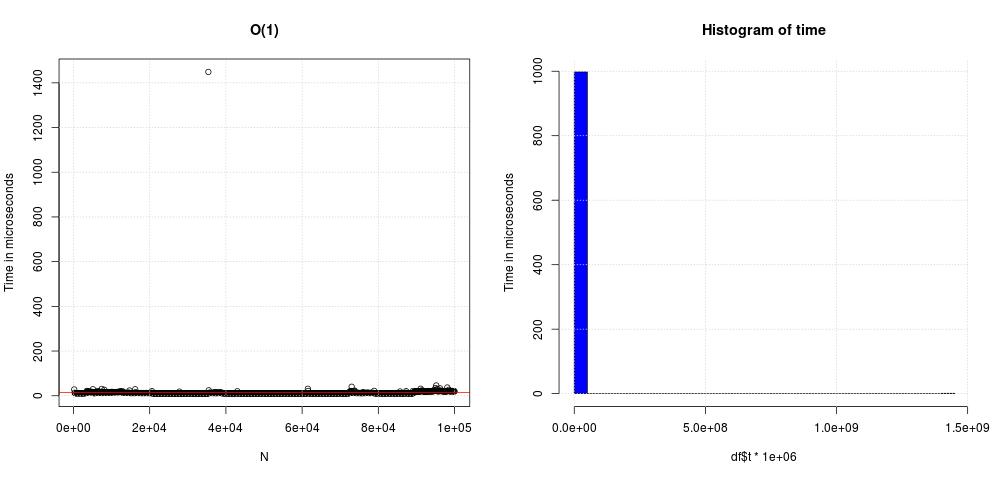 O(1)
Time in microseconds
1400
1200
1000
800
600
400
200
0
0e+00 2e+04 4e+04 6e+04 8e+04 1e+05
N
Histogram of time
Time in microseconds
1000
800
600
400
200
0
0.0e+00 5.0e+08 1.0e+09 1.5e+09
df$t * 1e+06